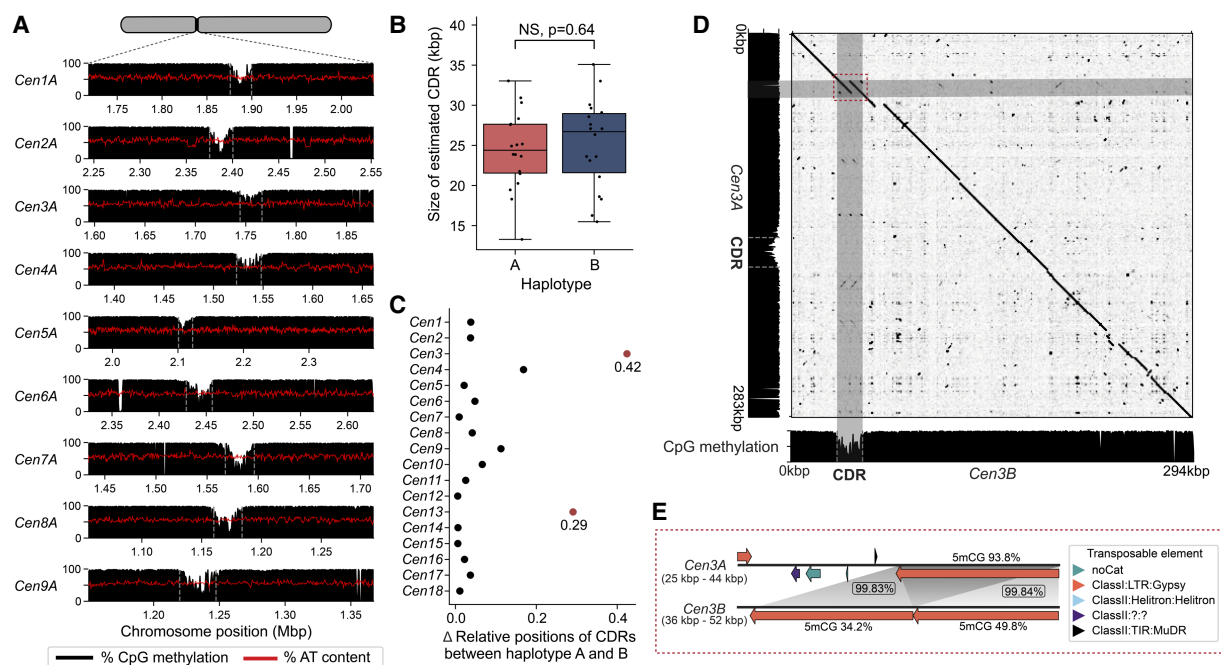 A
Cen1A
100
0
1.75
1.80
1.85
1.90
1.95
2.00
Cen2A
100
0
2.25
2.30
2.35
2.40
2.45
2.50
2.55
Cen3A
100
0
1.60
1.65
1.70
1.75
1.80
1.85
Cen4A
100
0
1.40
1.45
1.50
1.55
1.60
1.65
Cen5A
100
0
2.0
2.1
2.2
2.3
Cen6A
100
0
2.35
2.40
2.45
2.50
2.55
2.60
Cen7A
100
0
1.45
1.50
1.55
1.60
1.65
1.70
Cen8A
100
0
1.10
1.15
1.20
1.25
Cen9A
100
0
1.20
1.25
1.30
1.35
Chromosome position (Mbp)
% CpG methylation
% AT content
B
NS, p=0.64
Size of estimated CDR (kbp)
40
35
30
25
20
15
A
B
Haplotype
C
Cen1
Cen2
Cen3
0.42
Cen4
Cen5
Cen6
Cen7
Cen8
Cen9
Cen10
Cen11
Cen12
Cen13
0.29
Cen14
Cen15
Cen16
Cen17
Cen18
0.0
0.2
0.4
Δ Relative positions of CDRs
between haplotype A and B
D
0kbp
Cen3A
CDR
283kbp
CpG methylation
0kbp
CDR
Cen3B
294kbp
E
Cen3A
(25 kbp - 44 kbp)
5mCG 93.8%
99.83%
99.84%
Cen3B
(36 kbp - 52 kbp)
5mCG 34.2%
5mCG 49.8%
Transposable element
noCat
ClassI:LTR:Gypsy
ClassII:Helitron:Helitron
ClassII:?:?
ClassII:TIR:MuDR